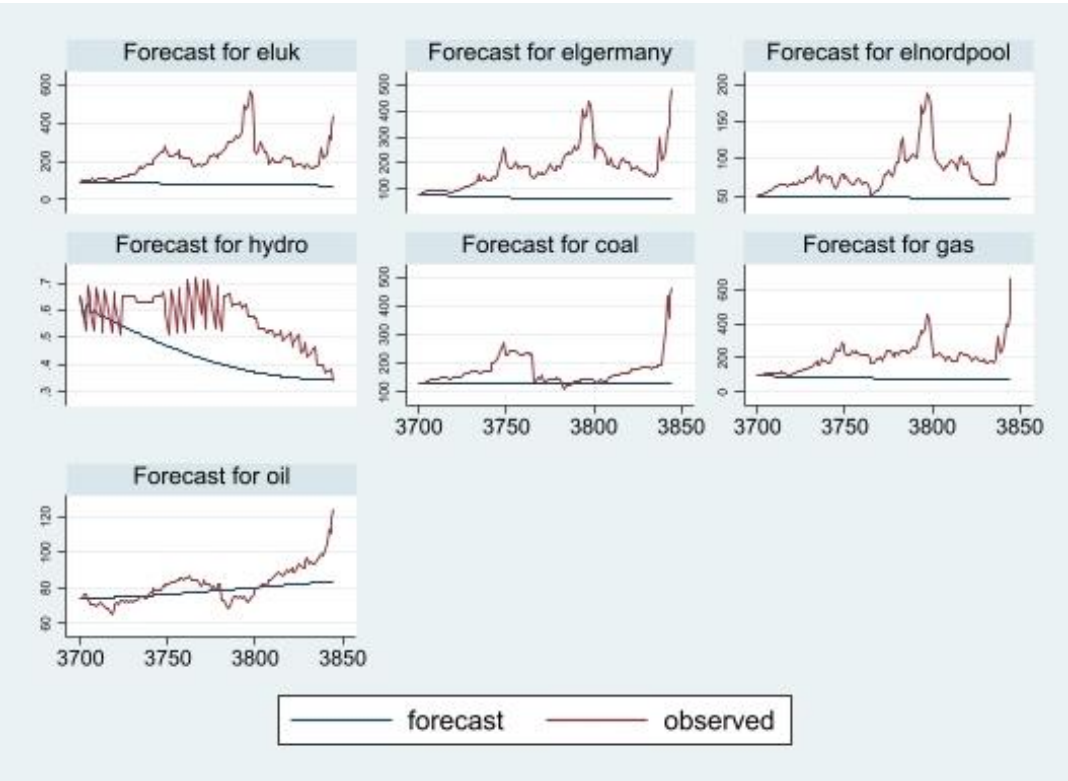 Forecast for eluk
Forecast for elgermany
Forecast for elnordpool
0 200 400 600
100 200 300 400 500
50 100 150 200
Forecast for hydro
Forecast for coal
Forecast for gas
.3 .4 .5 .6 .7
100 200 300 400 500
0 200 400 600
3700 3750 3800 3850
3700 3750 3800 3850
Forecast for oil
60 80 100 120
3700 3750 3800 3850
forecast
observed